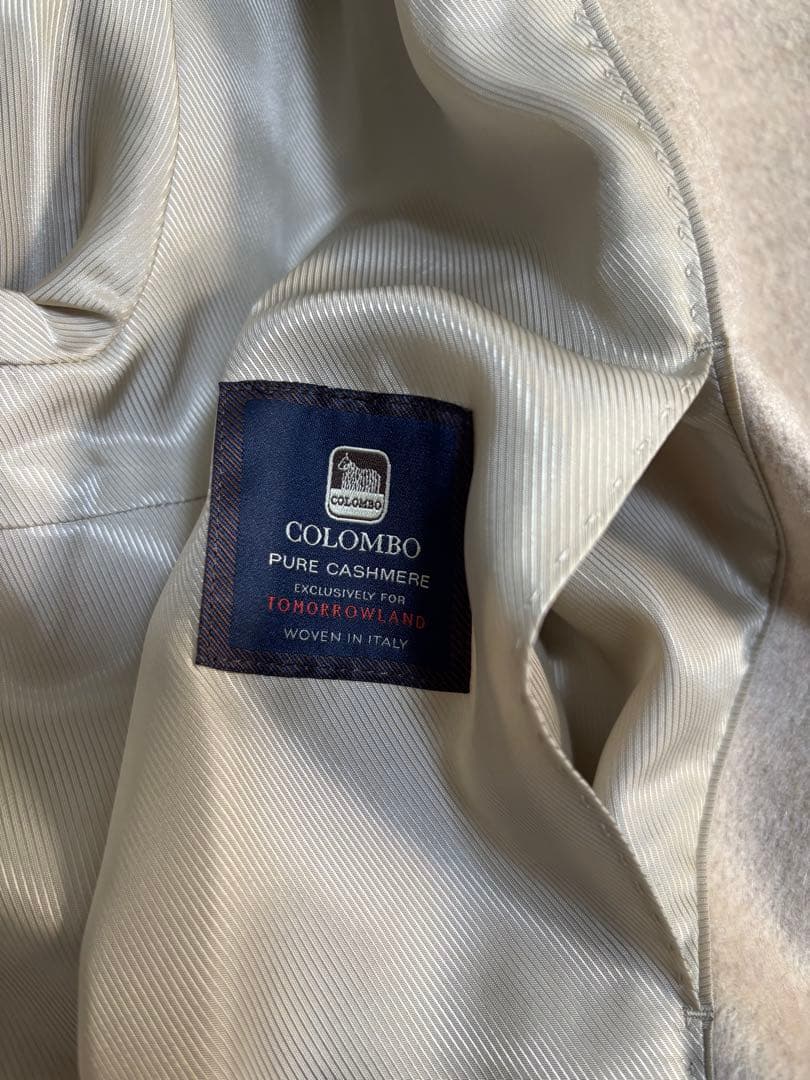 COLOMBO
COLOMBO
PURE CASHMERE
EXCLUSIVELY FOR
TOMORROWLAND
WOVEN IN ITALY